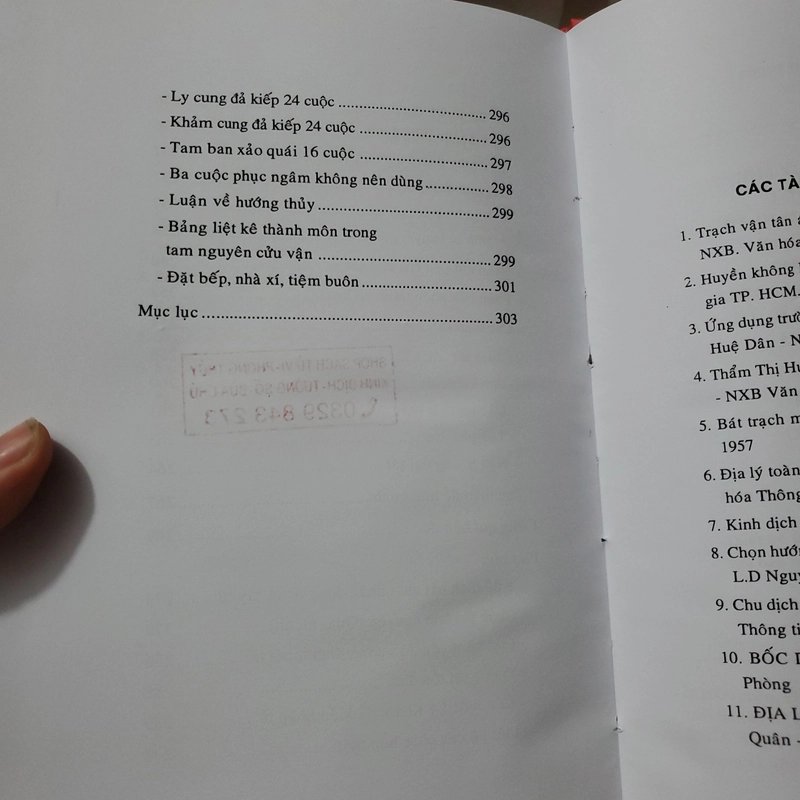 - Ly cung đả kiếp 24 cuộc ........................... 296
- Khảm cung đả kiếp 24 cuộc ...................... 296
- Tam ban xảo quái 16 cuộc ....................... 297
- Ba cuộc phục ngâm không nên dùng ........... 298
- Luận về hướng thủy ............................. 299
- Bảng liệt kê thành môn trong
tam nguyên cửu vận ............................. 299
- Đặt bếp, nhà xí, tiệm buôn ...................... 301
Mục lục .................................................. 303
0329 843 273
CÁC
1. Trạch vận tân
NXB. Văn hóa
2. Huyền không
gia TP. HCM.
3. Ứng dụng
Huệ Dân -
4. Thẩm Thị
- NXB Văn
5. Bát trạch
1957
6. Địa lý toàn
hóa Thông
7. Kinh dịch
8. Chọn
L.D
9. Chu dịch
Thông
10. BỐC
Phòng
11. ĐỊA
Quân -